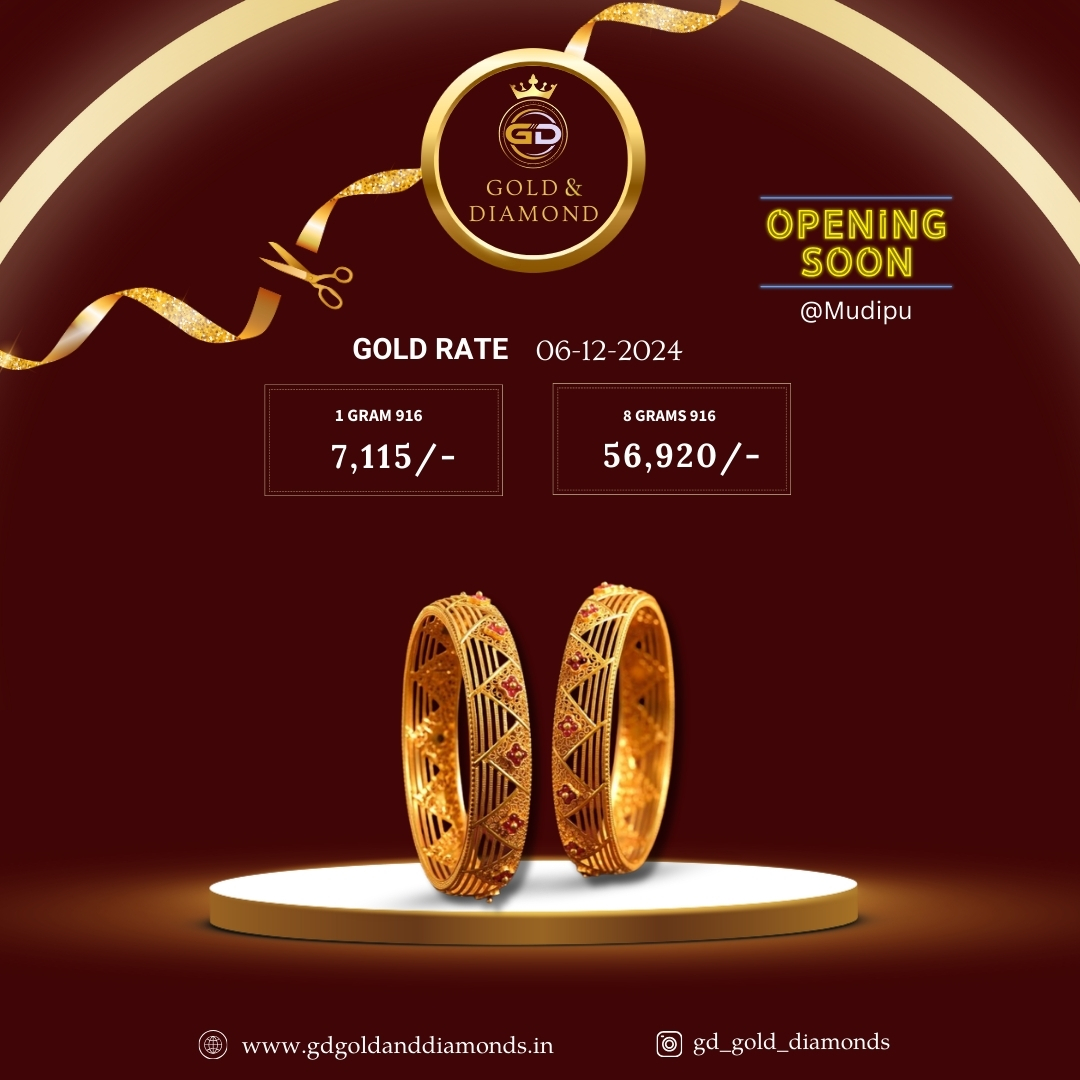 GD
GOLD &
DIAMOND
OPENING
SOON
@Mudipu
GOLD RATE 06-12-2024
1 GRAM 916
7,115/-
8 GRAMS 916
56,920/-
www.gdgoldanddiamonds.in
gd_gold_diamonds